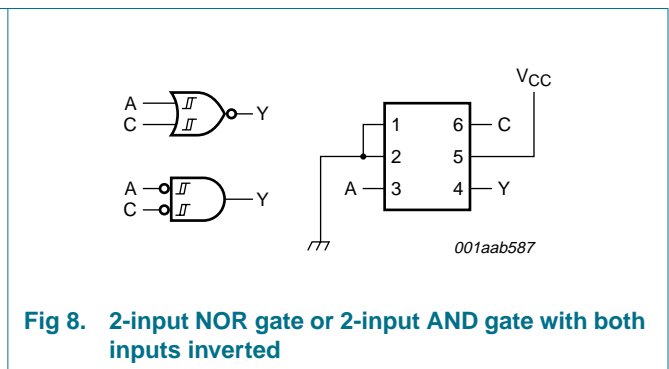 A
C
Y
A
C
Y
VCC
1 6 C
2 5
A 3 4 Y
001aab587
Fig 8. 2-input NOR gate or 2-input AND gate with both
inputs inverted